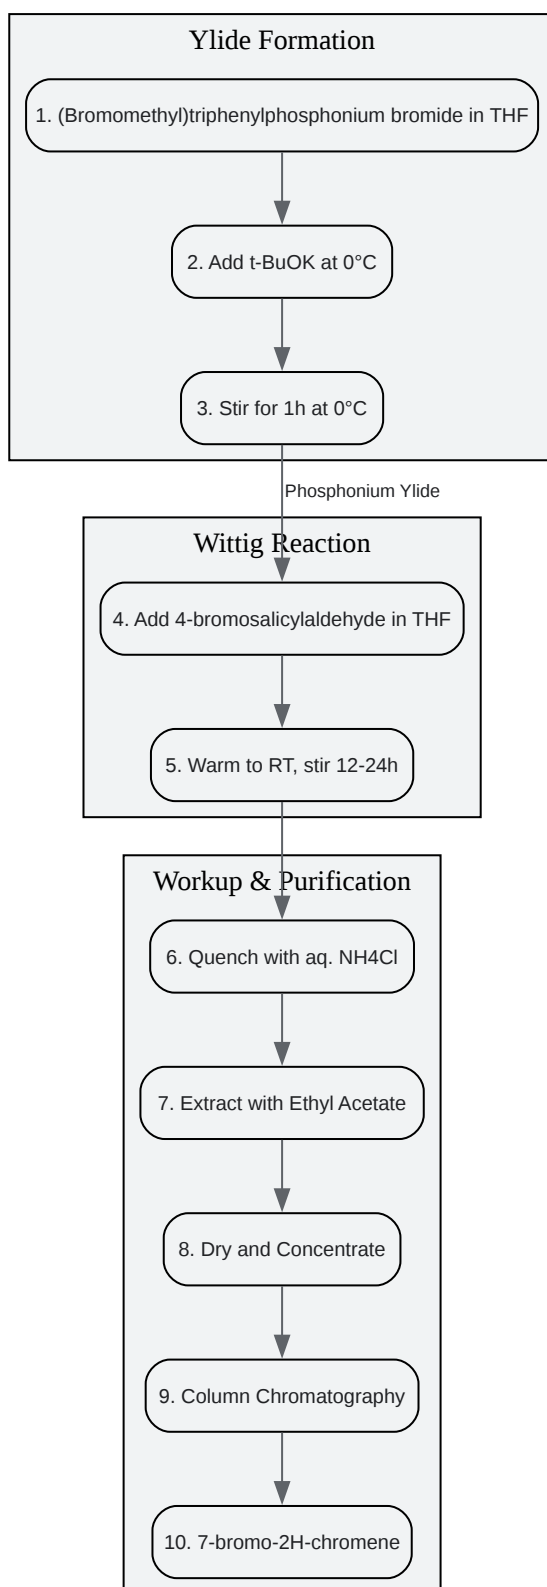 Ylide Formation
1. (Bromomethyl)triphenylphosphonium bromide in THF
2. Add t-BuOK at 0°C
3. Stir for 1h at 0°C
Phosphonium Ylide
Wittig Reaction
4. Add 4-bromosalicylaldehyde in THF
5. Warm to RT, stir 12-24h
Workup & Purification
6. Quench with aq. NH4Cl
7. Extract with Ethyl Acetate
8. Dry and Concentrate
9. Column Chromatography
10. 7-bromo-2H-chromene